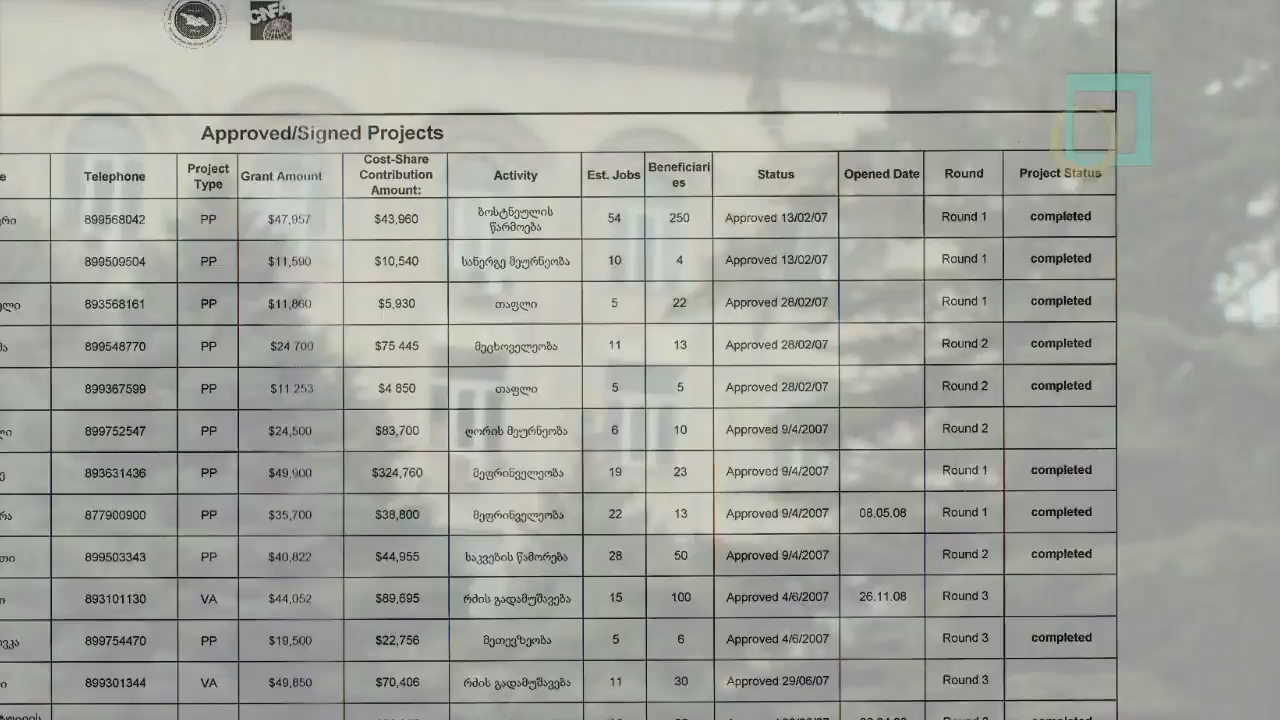 CNFA
Approved/Signed Projects
Telephone Project Type Grant Amount Cost-Share Contribution Amount: Activity Est. Jobs Beneficiaries Status Opened Date Round Project Status
899568042 PP $47,957 $43,960 ბოსტნეულის წარმოება 54 250 Approved 13/02/07 Round 1 completed
899509504 PP $11,590 $10,540 სანერგე მეურნეობა 10 4 Approved 13/02/07 Round 1 completed
893568161 PP $11,860 $5,930 თაფლი 5 22 Approved 28/02/07 Round 1 completed
899548770 PP $24 700 $75 445 მეცხოველეობა 11 13 Approved 28/02/07 Round 2 completed
899367599 PP $11 253 $4 850 თაფლი 5 5 Approved 28/02/07 Round 2 completed
899752547 PP $24,500 $83,700 ღორის მეურნეობა 6 10 Approved 9/4/2007 Round 2
893631436 PP $49,900 $324,760 მეფრინველეობა 19 23 Approved 9/4/2007 Round 1 completed
877900900 PP $35,700 $38,800 მეფრინველეობა 22 13 Approved 9/4/2007 08.05.08 Round 1 completed
899503343 PP $40,822 $44,955 საკვების წამორება 28 50 Approved 9/4/2007 Round 2 completed
893101130 VA $44,052 $89,695 რძის გადამუშავება 15 100 Approved 4/6/2007 26.11.08 Round 3
899754470 PP $19,500 $22,756 მეთევზეობა 5 6 Approved 4/6/2007 Round 3 completed
899301344 VA $49,850 $70,406 რძის გადამუშავება 11 30 Approved 29/06/07 Round 3